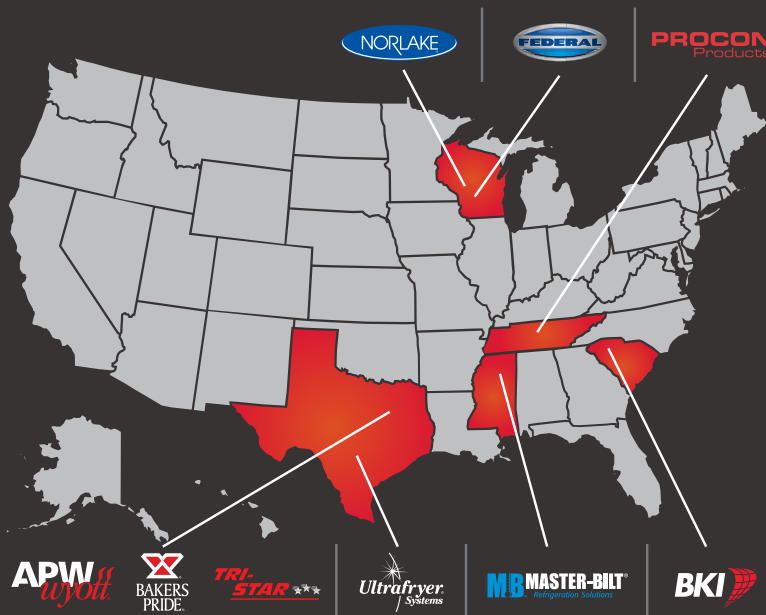 NORLAKE
FEDERAL
PROCON
Products
APW
wyott
BAKERS
PRIDE
TRI-
STAR
Ultrafryer
Systems
MB MASTER-BILT®
Refrigeration Solutions
BKI